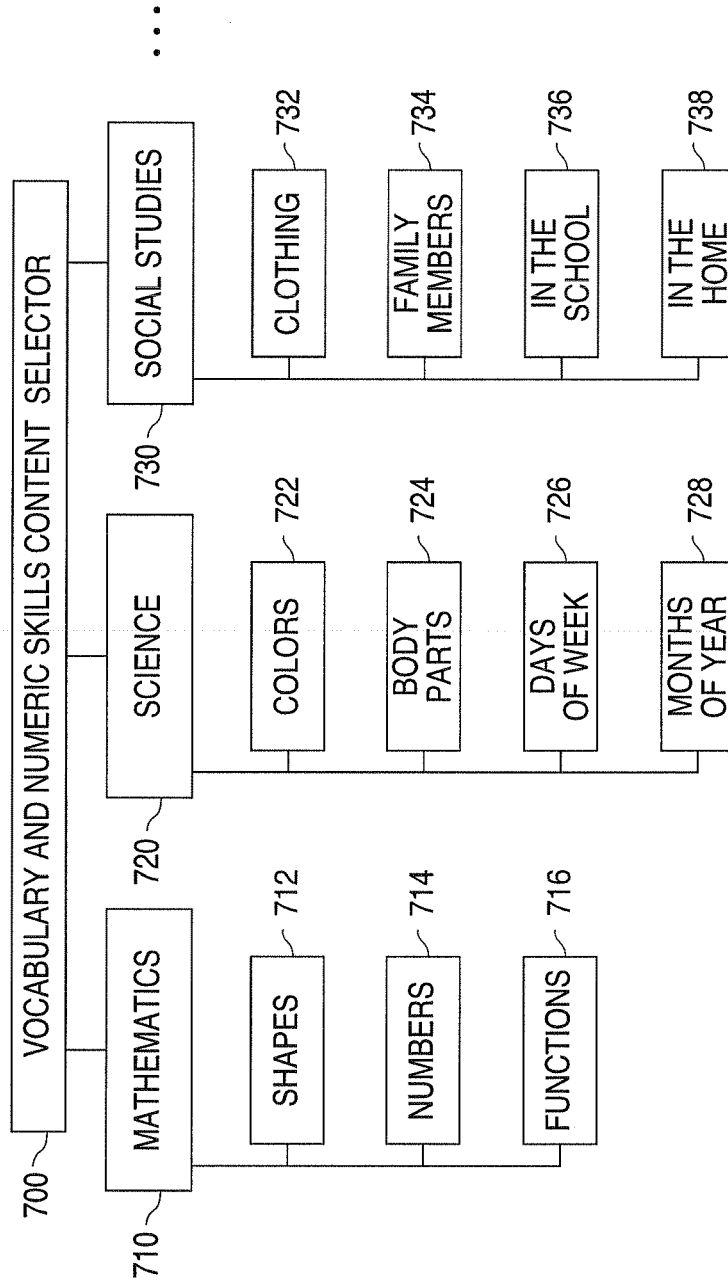 700
VOCABULARY AND NUMERIC SKILLS CONTENT SELECTOR
710
MATHEMATICS
SHAPES
712
NUMBERS
714
FUNCTIONS
716
720
SCIENCE
COLORS
722
BODY
PARTS
724
DAYS
OF WEEK
726
MONTHS
OF YEAR
728
730
SOCIAL STUDIES
CLOTHING
732
FAMILY
MEMBERS
734
IN THE
SCHOOL
736
IN THE
HOME
738
• • •